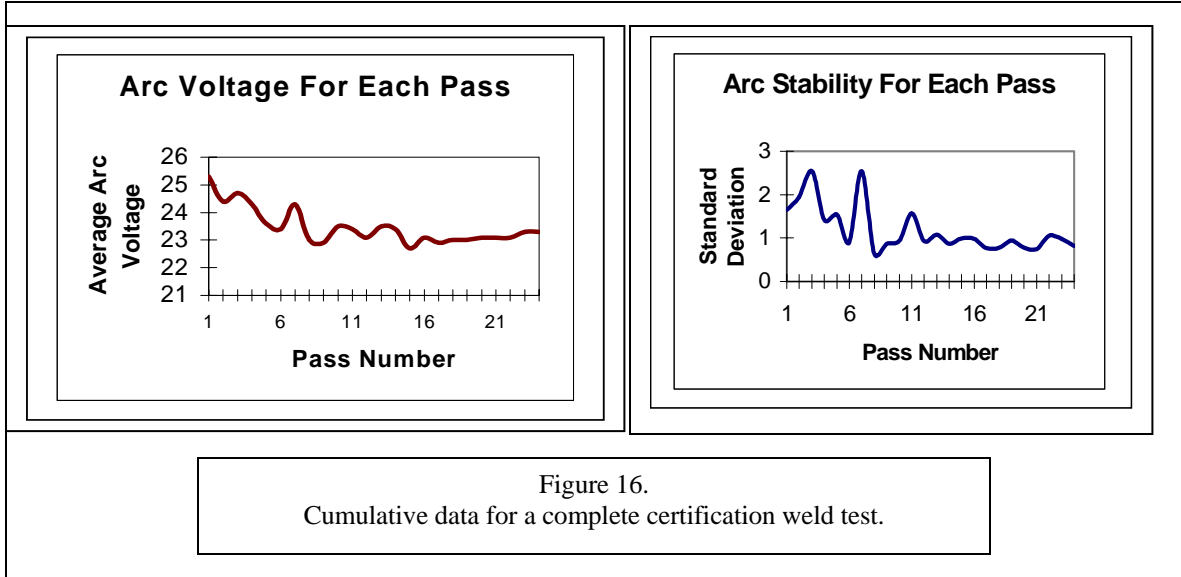 Arc Voltage For Each Pass
Average Arc
Voltage
26
25
24
23
22
21
1 6 11 16 21
Pass Number
Arc Stability For Each Pass
Standard
Deviation
3
2
1
0
1 6 11 16 21
Pass Number
Figure 16.
Cumulative data for a complete certification weld test.